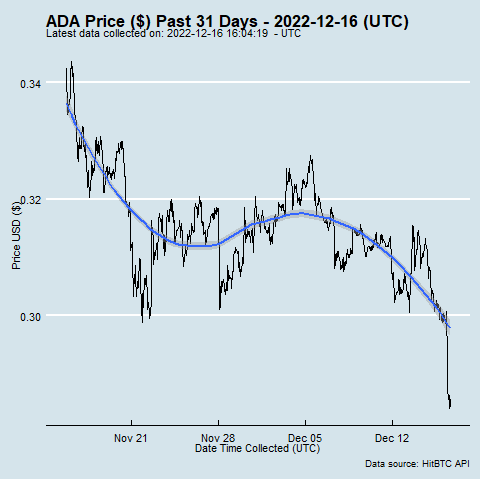 ADA Price ($) Past 31 Days - 2022-12-16 (UTC)
Latest data collected on: 2022-12-16 16:04:19 - UTC
Price USD ($)
0.34
0.32
0.30
Nov 21 Nov 28 Dec 05 Dec 12
Date Time Collected (UTC)
Data source: HitBTC API